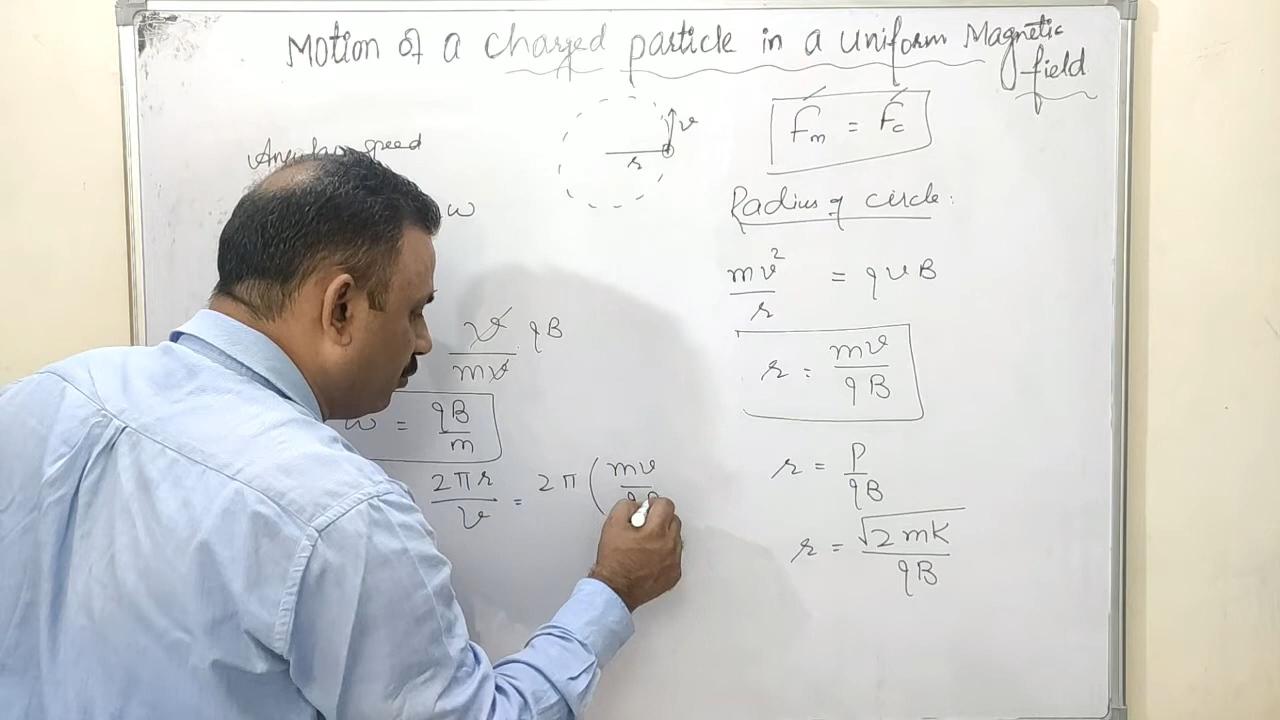 Motion of a charged particle in a uniform Magnetic
field
Angular speed
ω
v/mv qB
ω = qB/m
2πr/v = 2π (mv/qB
r
v
Fm = Fc
Radius of circle:
mv²/r = qvB
r = mv/qB
r = P/qB
r = √2mK/qB